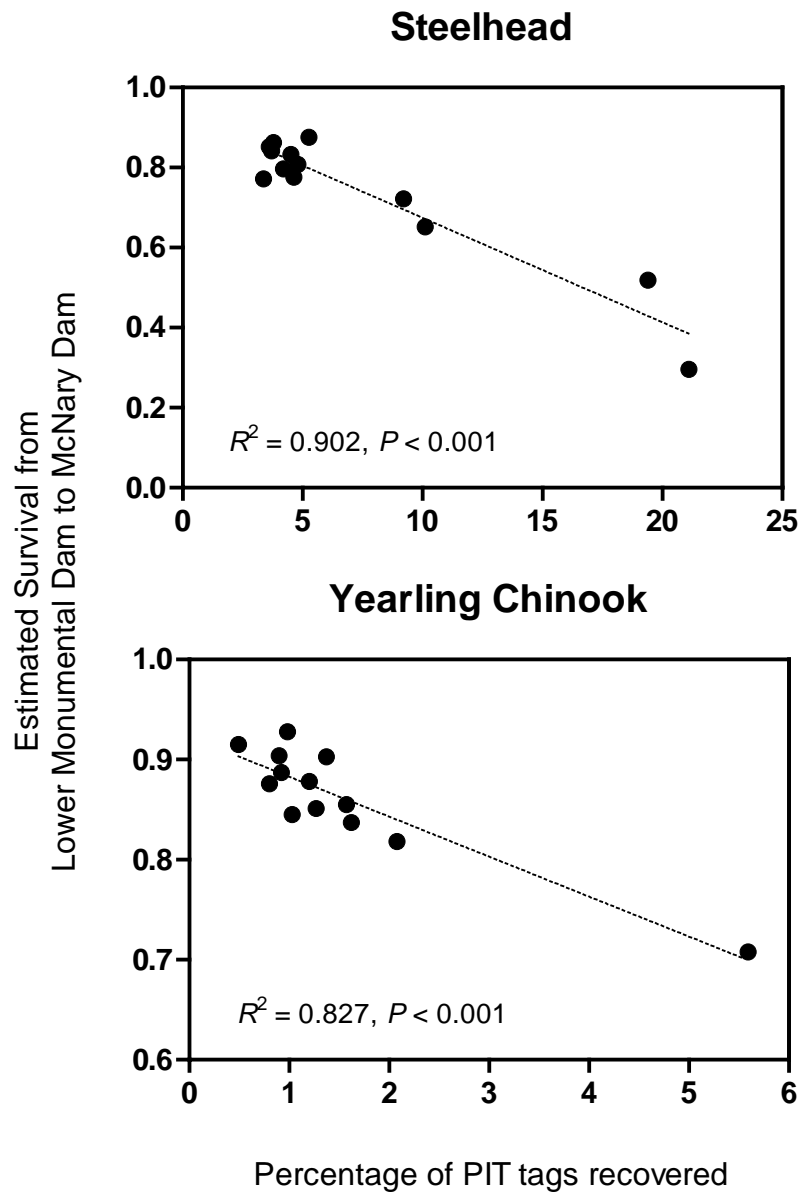 Steelhead
1.0
0.8
0.6
0.4
0.2
0.0
R² = 0.902, P < 0.001
0 5 10 15 20 25
Estimated Survival from
Lower Monumental Dam to McNary Dam
Yearling Chinook
1.0
0.9
0.8
0.7
0.6
R² = 0.827, P < 0.001
0 1 2 3 4 5 6
Percentage of PIT tags recovered